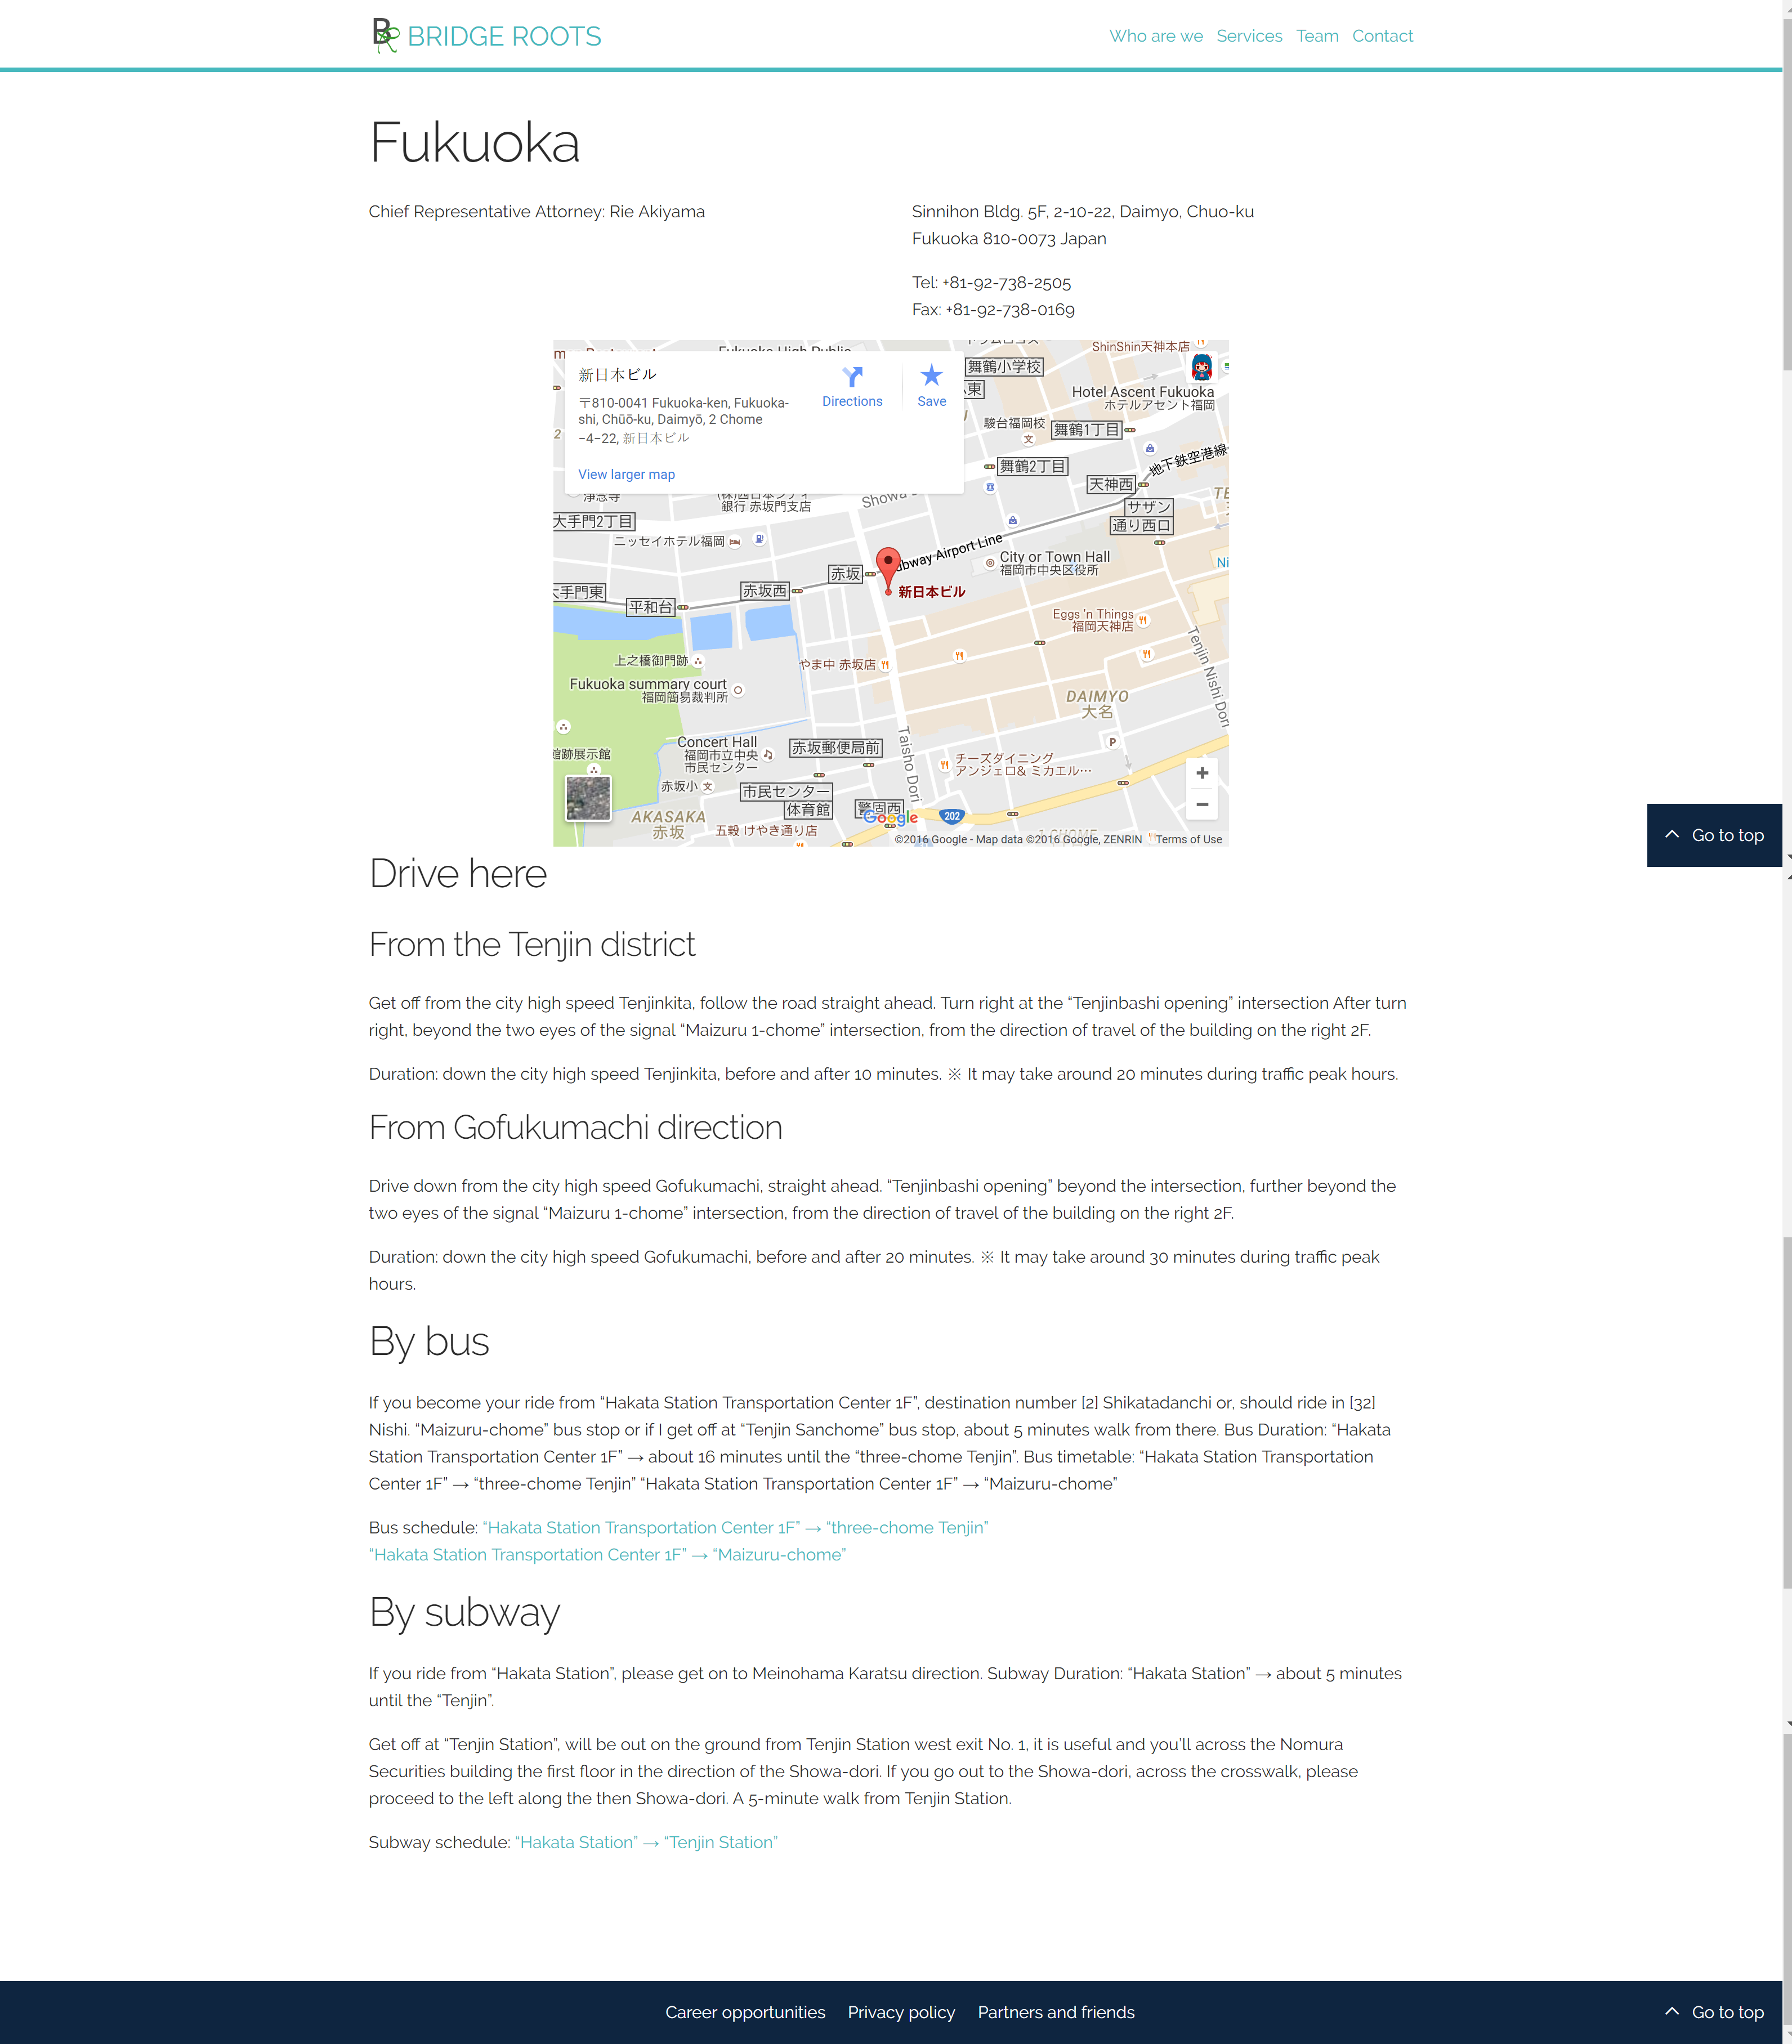 BRIDGE ROOTS
Who are we Services Team Contact
Fukuoka
Chief Representative Attorney: Rie Akiyama
Sinnihon Bldg. 5F, 2-10-22, Daimyo, Chuo-ku
Fukuoka 810-0073 Japan
Tel: +81-92-738-2505
Fax: +81-92-738-0169
新日本ビル
〒810-0041 Fukuoka-ken, Fukuoka-
shi, Chūō-ku, Daimyō, 2 Chome
−4−22, 新日本ビル
Directions
Save
View larger map
ShinShin天神本店
舞鶴小学校
Hotel Ascent Fukuoka
ホテルアセント福岡
駿台福岡校
舞鶴1丁目
舞鶴2丁目
地下鉄空港線
天神西
サザン
通り西口
浄念寺
銀行 赤坂門支店
Showa
大手門2丁目
ニッセイホテル福岡
Subway Airport Line
City or Town Hall
福岡市中央区役所
赤坂
新日本ビル
赤坂西
大手門東
平和台
Eggs 'n Things
福岡天神店
Tenjin Nishi Dori
上之橋御門跡
やま中 赤坂店
Fukuoka summary court
福岡簡易裁判所
DAIMYO
大名
Concert Hall
福岡市立中央
市民センター
赤坂郵便局前
Taisho Dori
チーズダイニング
アンジェロ& ミカエル…
館跡展示館
赤坂小
市民センター
体育館
警固西
AKASAKA
赤坂
五穀 けやき通り店
202
Google
©2016 Google - Map data ©2016 Google, ZENRIN Terms of Use
Go to top
Drive here
From the Tenjin district
Get off from the city high speed Tenjinkita, follow the road straight ahead. Turn right at the “Tenjinbashi opening” intersection After turn
right, beyond the two eyes of the signal “Maizuru 1-chome” intersection, from the direction of travel of the building on the right 2F.
Duration: down the city high speed Tenjinkita, before and after 10 minutes. ※ It may take around 20 minutes during traffic peak hours.
From Gofukumachi direction
Drive down from the city high speed Gofukumachi, straight ahead. “Tenjinbashi opening” beyond the intersection, further beyond the
two eyes of the signal “Maizuru 1-chome” intersection, from the direction of travel of the building on the right 2F.
Duration: down the city high speed Gofukumachi, before and after 20 minutes. ※ It may take around 30 minutes during traffic peak
hours.
By bus
If you become your ride from “Hakata Station Transportation Center 1F”, destination number [2] Shikatadanchi or, should ride in [32]
Nishi. “Maizuru-chome” bus stop or if I get off at “Tenjin Sanchome” bus stop, about 5 minutes walk from there. Bus Duration: “Hakata
Station Transportation Center 1F” → about 16 minutes until the “three-chome Tenjin”. Bus timetable: “Hakata Station Transportation
Center 1F” → “three-chome Tenjin” “Hakata Station Transportation Center 1F” → “Maizuru-chome”
Bus schedule: “Hakata Station Transportation Center 1F” → “three-chome Tenjin”
“Hakata Station Transportation Center 1F” → “Maizuru-chome”
By subway
If you ride from “Hakata Station”, please get on to Meinohama Karatsu direction. Subway Duration: “Hakata Station” → about 5 minutes
until the “Tenjin”.
Get off at “Tenjin Station”, will be out on the ground from Tenjin Station west exit No. 1, it is useful and you’ll across the Nomura
Securities building the first floor in the direction of the Showa-dori. If you go out to the Showa-dori, across the crosswalk, please
proceed to the left along the then Showa-dori. A 5-minute walk from Tenjin Station.
Subway schedule: “Hakata Station” → “Tenjin Station”
Career opportunities Privacy policy Partners and friends
Go to top